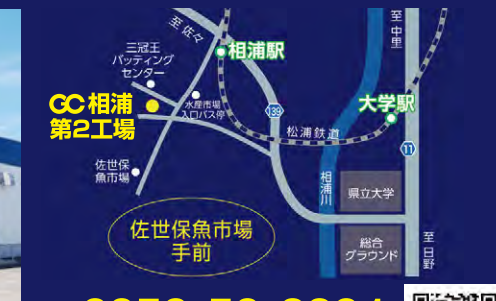 至佐々
至中里
相浦駅
三冠王
バッティング
センター
大学駅
GC相浦
第2工場
水産市場
入口バス停
139
松浦鉄道
11
佐世保
魚市場
相浦川
県立大学
佐世保魚市場
手前
総合
グラウンド
至日野